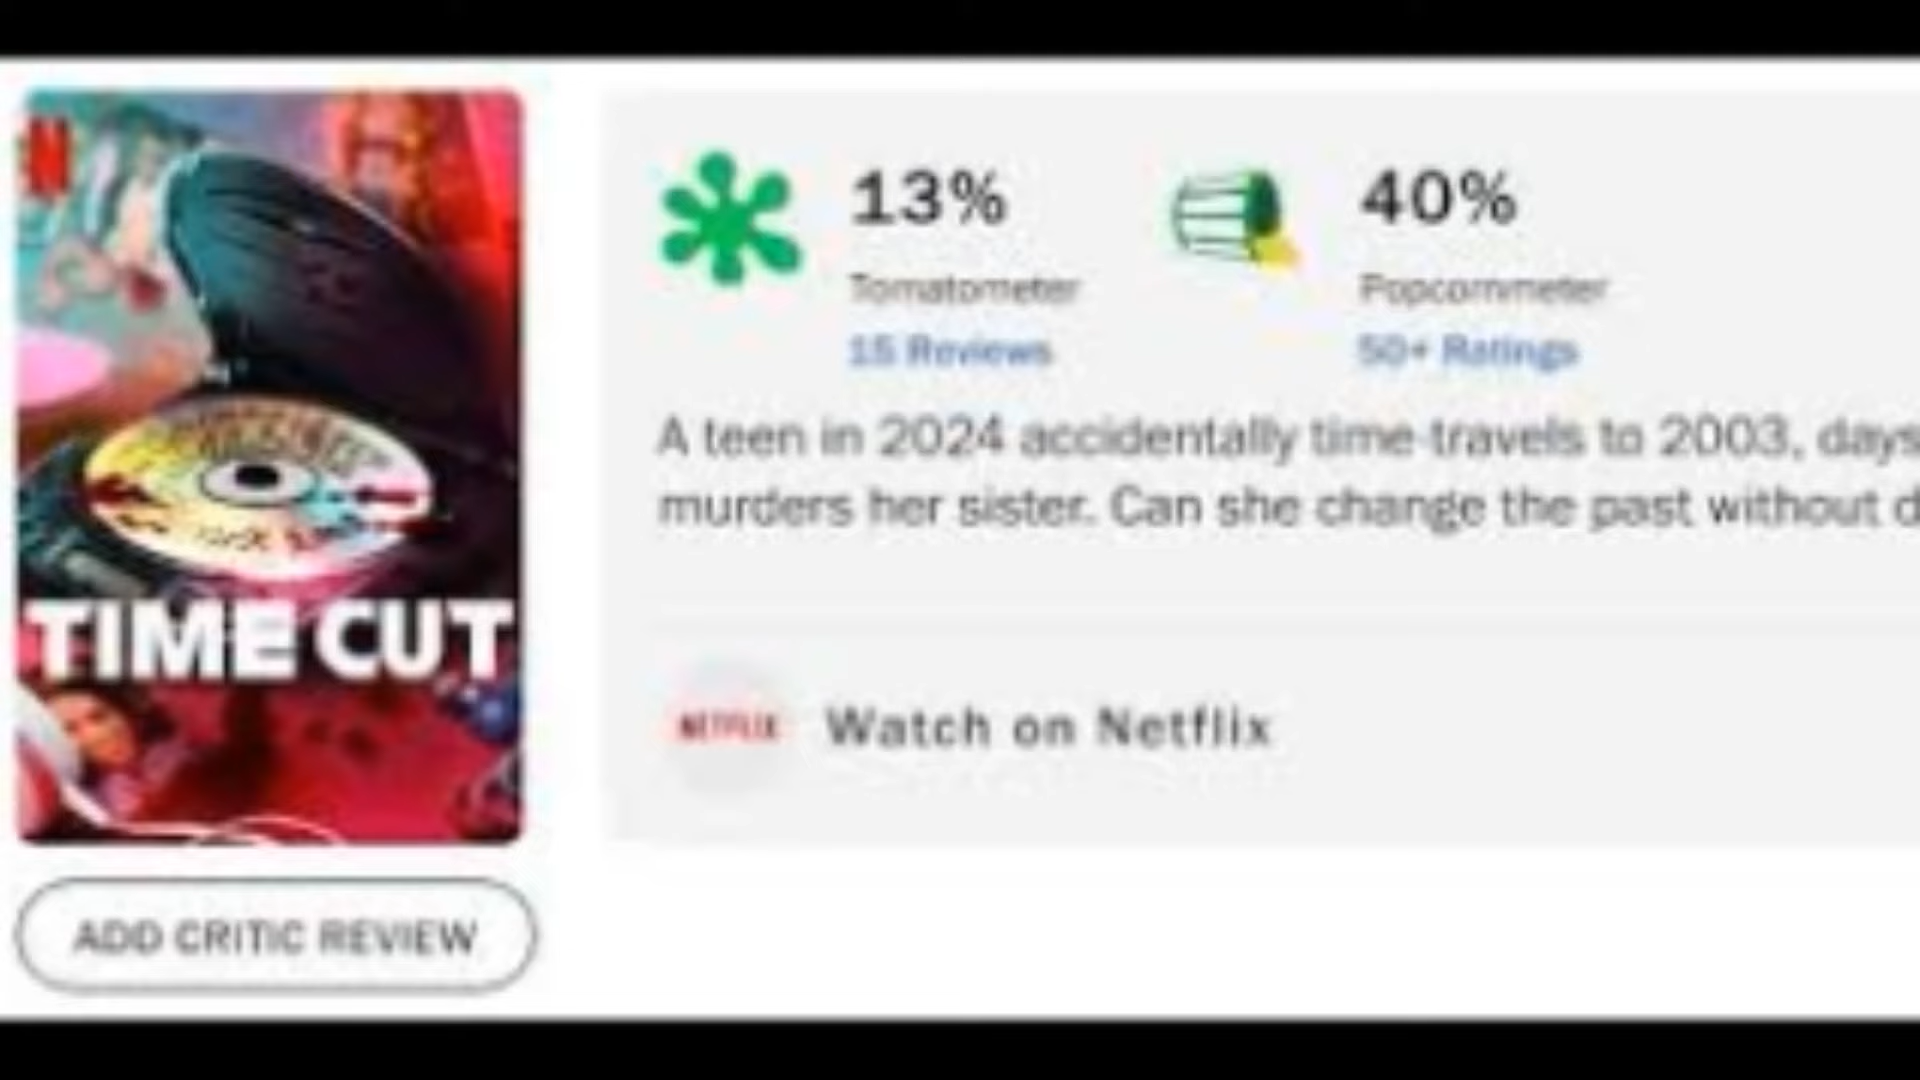 N
TIME CUT
ADD CRITIC REVIEW
13%
Tomatometer
15 Reviews
40%
Popcornmeter
50+ Ratings
A teen in 2024 accidentally time-travels to 2003, days
murders her sister. Can she change the past without d
NETFLIX
Watch on Netflix